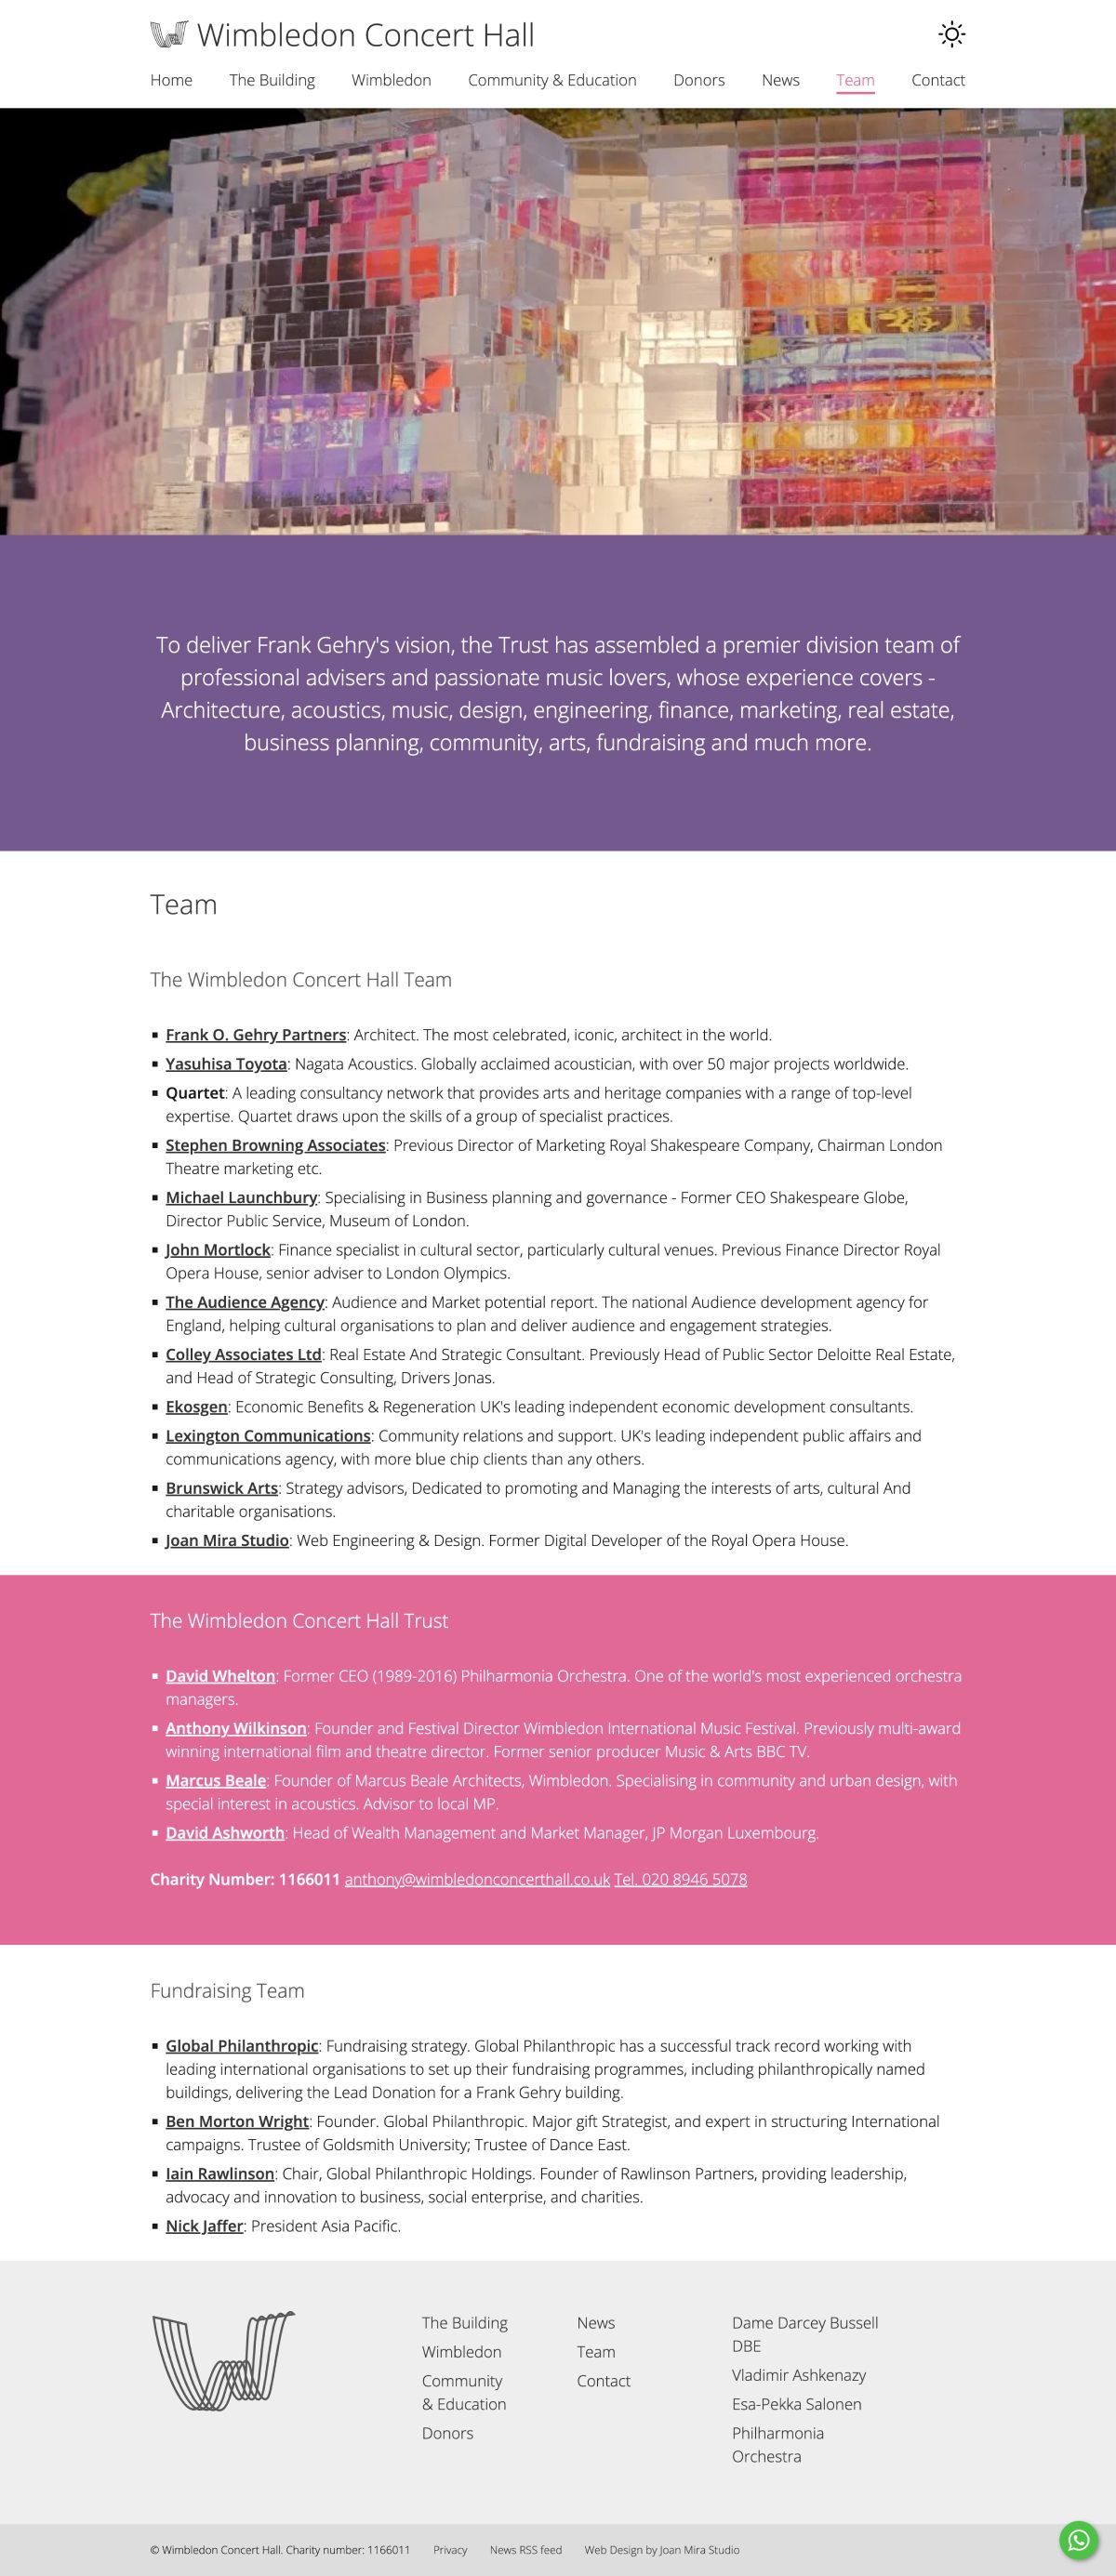 Wimbledon Concert Hall
Home The Building Wimbledon Community & Education Donors News Team Contact
To deliver Frank Gehry's vision, the Trust has assembled a premier division team of
professional advisers and passionate music lovers, whose experience covers -
Architecture, acoustics, music, design, engineering, finance, marketing, real estate,
business planning, community, arts, fundraising and much more.
Team
The Wimbledon Concert Hall Team
▪ Frank O. Gehry Partners: Architect. The most celebrated, iconic, architect in the world.
▪ Yasuhisa Toyota: Nagata Acoustics. Globally acclaimed acoustician, with over 50 major projects worldwide.
▪ Quartet: A leading consultancy network that provides arts and heritage companies with a range of top-level
expertise. Quartet draws upon the skills of a group of specialist practices.
▪ Stephen Browning Associates: Previous Director of Marketing Royal Shakespeare Company, Chairman London
Theatre marketing etc.
▪ Michael Launchbury: Specialising in Business planning and governance - Former CEO Shakespeare Globe,
Director Public Service, Museum of London.
▪ John Mortlock: Finance specialist in cultural sector, particularly cultural venues. Previous Finance Director Royal
Opera House, senior adviser to London Olympics.
▪ The Audience Agency: Audience and Market potential report. The national Audience development agency for
England, helping cultural organisations to plan and deliver audience and engagement strategies.
▪ Colley Associates Ltd: Real Estate And Strategic Consultant. Previously Head of Public Sector Deloitte Real Estate,
and Head of Strategic Consulting, Drivers Jonas.
▪ Ekosgen: Economic Benefits & Regeneration UK's leading independent economic development consultants.
▪ Lexington Communications: Community relations and support. UK's leading independent public affairs and
communications agency, with more blue chip clients than any others.
▪ Brunswick Arts: Strategy advisors, Dedicated to promoting and Managing the interests of arts, cultural And
charitable organisations.
▪ Joan Mira Studio: Web Engineering & Design. Former Digital Developer of the Royal Opera House.
The Wimbledon Concert Hall Trust
▪ David Whelton: Former CEO (1989-2016) Philharmonia Orchestra. One of the world's most experienced orchestra
managers.
▪ Anthony Wilkinson: Founder and Festival Director Wimbledon International Music Festival. Previously multi-award
winning international film and theatre director. Former senior producer Music & Arts BBC TV.
▪ Marcus Beale: Founder of Marcus Beale Architects, Wimbledon. Specialising in community and urban design, with
special interest in acoustics. Advisor to local MP.
▪ David Ashworth: Head of Wealth Management and Market Manager, JP Morgan Luxembourg.
Charity Number: 1166011 anthony@wimbledonconcerthall.co.uk Tel. 020 8946 5078
Fundraising Team
▪ Global Philanthropic: Fundraising strategy. Global Philanthropic has a successful track record working with
leading international organisations to set up their fundraising programmes, including philanthropically named
buildings, delivering the Lead Donation for a Frank Gehry building.
▪ Ben Morton Wright: Founder. Global Philanthropic. Major gift Strategist, and expert in structuring International
campaigns. Trustee of Goldsmith University; Trustee of Dance East.
▪ Iain Rawlinson: Chair, Global Philanthropic Holdings. Founder of Rawlinson Partners, providing leadership,
advocacy and innovation to business, social enterprise, and charities.
▪ Nick Jaffer: President Asia Pacific.
The Building
Wimbledon
Community
& Education
Donors
News
Team
Contact
Dame Darcey Bussell
DBE
Vladimir Ashkenazy
Esa-Pekka Salonen
Philharmonia
Orchestra
© Wimbledon Concert Hall. Charity number: 1166011 Privacy News RSS feed Web Design by Joan Mira Studio